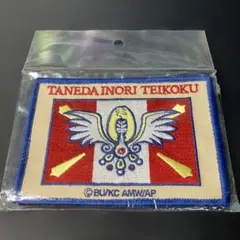 TANEDA INORI TEIKOKU
©BU/KC AMW/AP